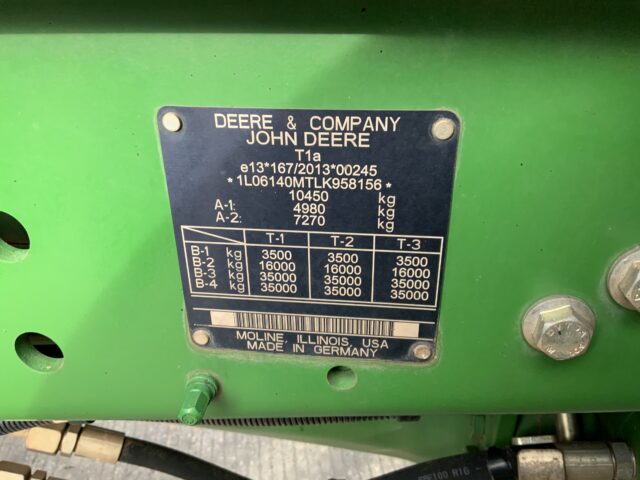 DEERE & COMPANY
JOHN DEERE
T1a
e13*167/2013*00245
*1L06140MTLK958156*
10450 kg
A-1: 4980 kg
A-2: 7270 kg
T-1 T-2 T-3
B-1 kg 3500 3500 3500
B-2 kg 16000 16000 16000
B-3 kg 35000 35000 35000
B-4 kg 35000 35000 35000
MOLINE, ILLINOIS, USA
MADE IN GERMANY